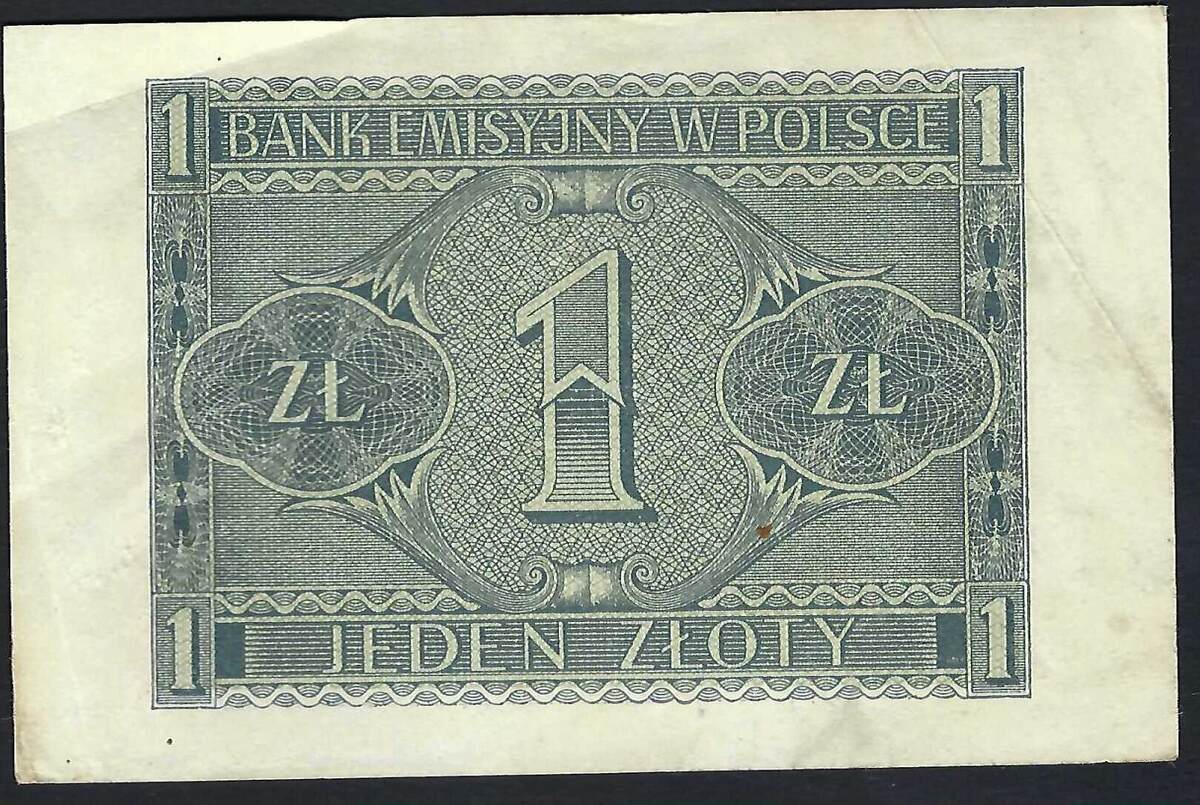 1 BANK EMISYJNY W POLSCE 1
1
ZŁ ZŁ
1 JEDEN ZŁOTY 1